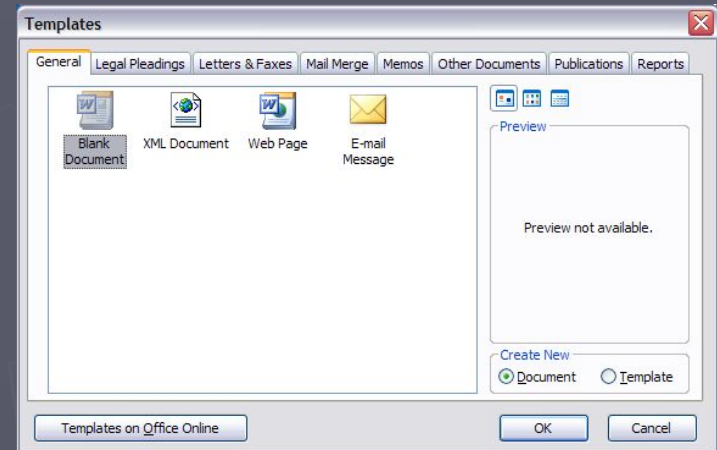 Templates
General Legal Pleadings Letters & Faxes Mail Merge Memos Other Documents Publications Reports
Blank
Document
XML Document
Web Page
E-mail
Message
Preview
Preview not available.
Create New
Document Template
Templates on Office Online OK Cancel